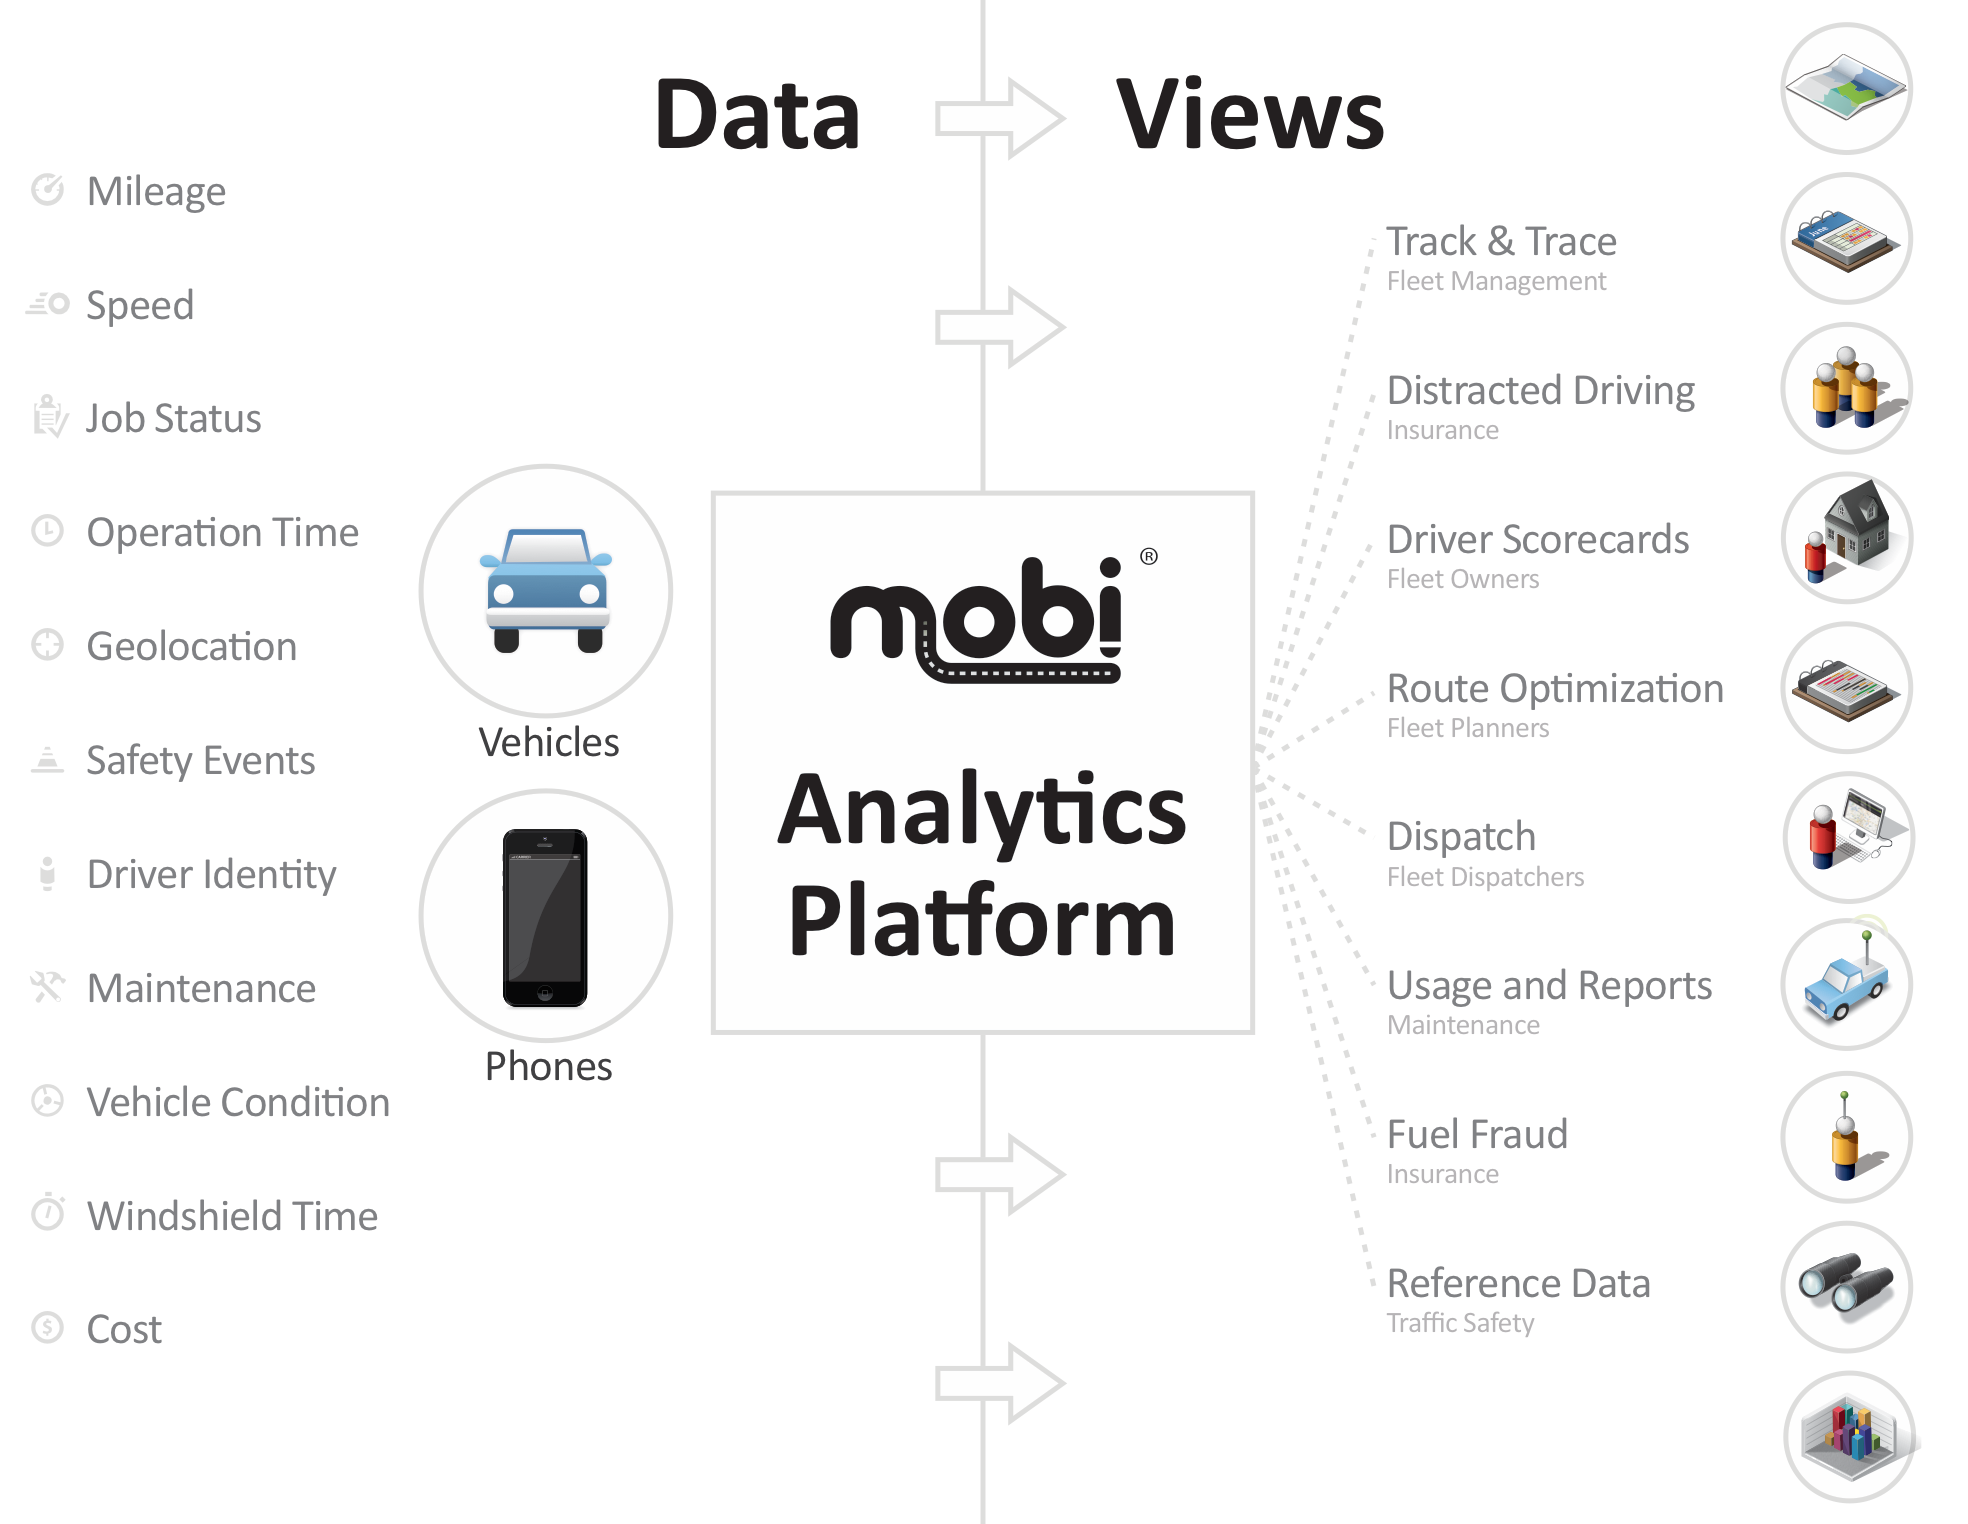 Data
Views
Mileage
Speed
Job Status
Operation Time
Geolocation
Safety Events
Driver Identity
Maintenance
Vehicle Condition
Windshield Time
Cost
Vehicles
Phones
mobi®
Analytics
Platform
Track & Trace
Fleet Management
Distracted Driving
Insurance
Driver Scorecards
Fleet Owners
Route Optimization
Fleet Planners
Dispatch
Fleet Dispatchers
Usage and Reports
Maintenance
Fuel Fraud
Insurance
Reference Data
Traffic Safety
June